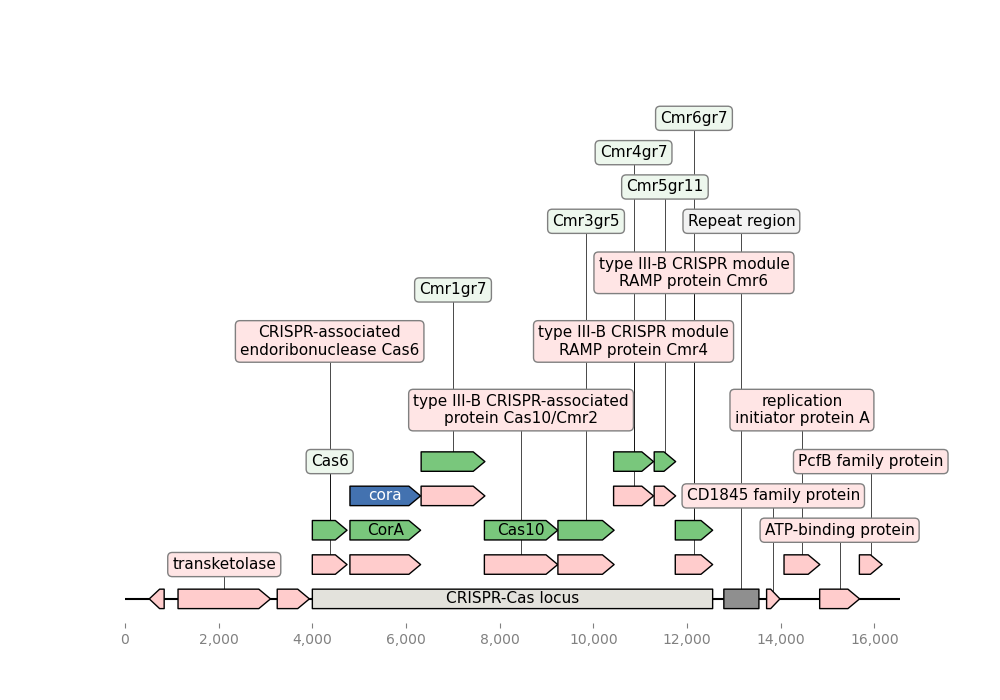 Cmr6gr7
Cmr4gr7
Cmr5gr11
Cmr3gr5
Repeat region
type III-B CRISPR module
RAMP protein Cmr6
Cmr1gr7
CRISPR-associated
endoribonuclease Cas6
type III-B CRISPR module
RAMP protein Cmr4
type III-B CRISPR-associated
protein Cas10/Cmr2
replication
initiator protein A
Cas6
PcfB family protein
cora
CD1845 family protein
CorA
Cas10
ATP-binding protein
transketolase
CRISPR-Cas locus
0 2,000 4,000 6,000 8,000 10,000 12,000 14,000 16,000